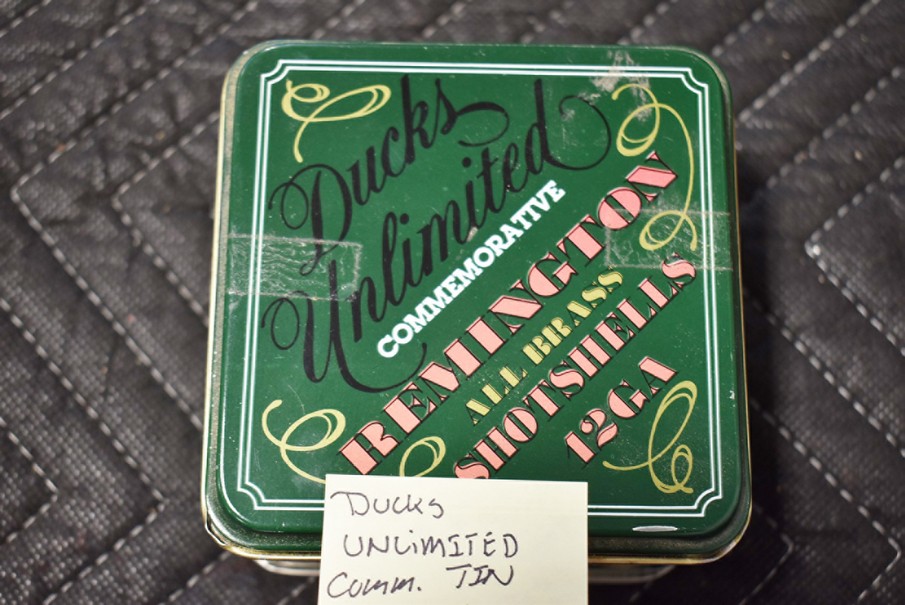 Ducks
Unlimited
COMMEMORATIVE
REMINGTON
ALL BRASS
SHOTSHELLS
12GA
DUCKS
UNLIMITED
COMM. TIN